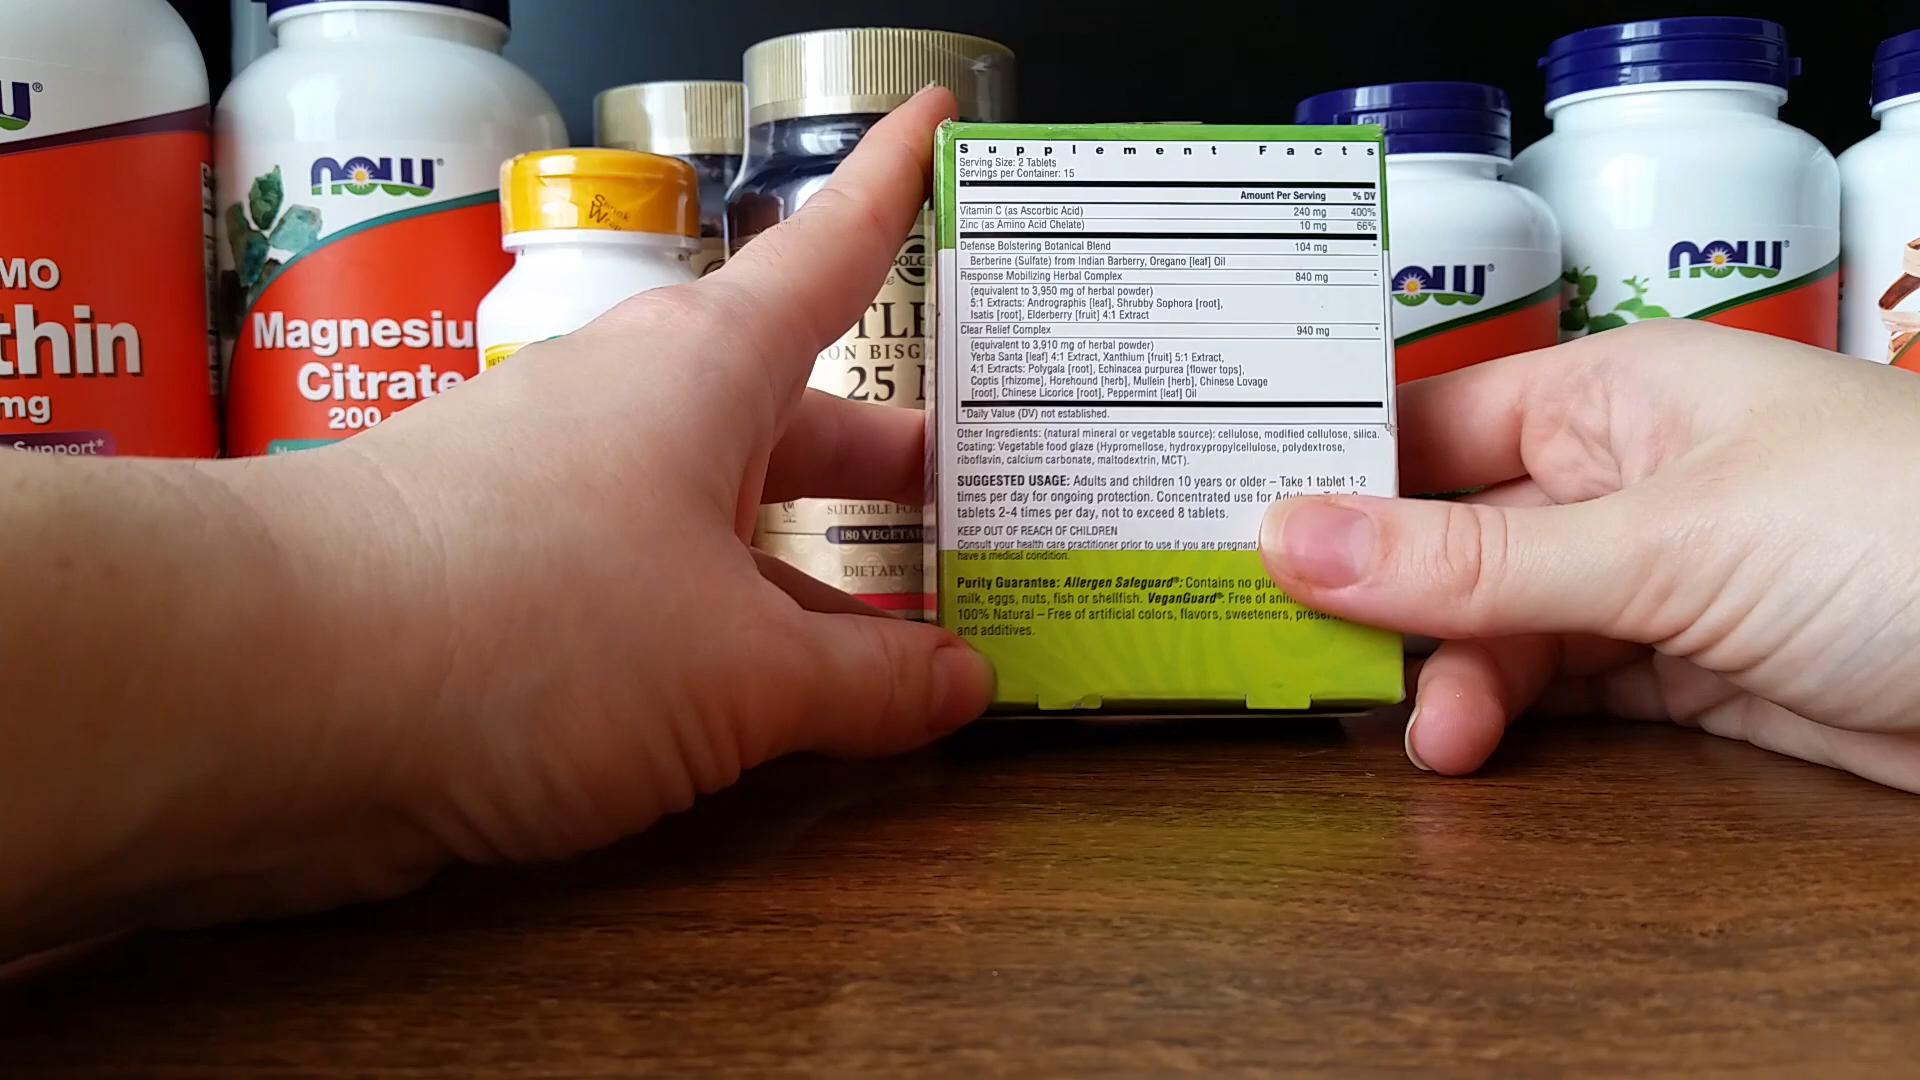 MO
thin
mg
Support*
NOW®
Magnesiu
Citrate
200
Shrink
SOLG
TLE
RON BISG
25
SUITABLE FO
180 VEGETA
DIETARY S
Supplement Facts
Serving Size: 2 Tablets
Servings per Container: 15
Amount Per Serving % DV
Vitamin C (as Ascorbic Acid) 240 mg 400%
Zinc (as Amino Acid Chelate) 10 mg 66%
Defense Bolstering Botanical Blend 104 mg *
Berberine (Sulfate) from Indian Barberry, Oregano [leaf] Oil
Response Mobilizing Herbal Complex 840 mg *
(equivalent to 3,950 mg of herbal powder)
5:1 Extracts: Andrographis [leaf], Shrubby Sophora [root],
Isatis [root], Elderberry [fruit] 4:1 Extract
Clear Relief Complex 940 mg *
(equivalent to 3,910 mg of herbal powder)
Yerba Santa [leaf] 4:1 Extract, Xanthium [fruit] 5:1 Extract,
4:1 Extracts: Polygala [root], Echinacea purpurea [flower tops],
Coptis [rhizome], Horehound [herb], Mullein [herb], Chinese Lovage
[root], Chinese Licorice [root], Peppermint [leaf] Oil
*Daily Value (DV) not established.
Other Ingredients: (natural mineral or vegetable source): cellulose, modified cellulose, silica.
Coating: Vegetable food glaze (Hypromellose, hydroxypropylcellulose, polydextrose,
riboflavin, calcium carbonate, maltodextrin, MCT).
SUGGESTED USAGE: Adults and children 10 years or older – Take 1 tablet 1-2
times per day for ongoing protection. Concentrated use for
tablets 2-4 times per day, not to exceed 8 tablets.
KEEP OUT OF REACH OF CHILDREN
Consult your health care practitioner prior to use if you are pregnant,
have a medical condition.
Purity Guarantee: Allergen Safeguard®: Contains no glu
milk, eggs, nuts, fish or shellfish. VeganGuard®: Free of ani
100% Natural – Free of artificial colors, flavors, sweeteners, prese
and additives.
NOW®
NOW®